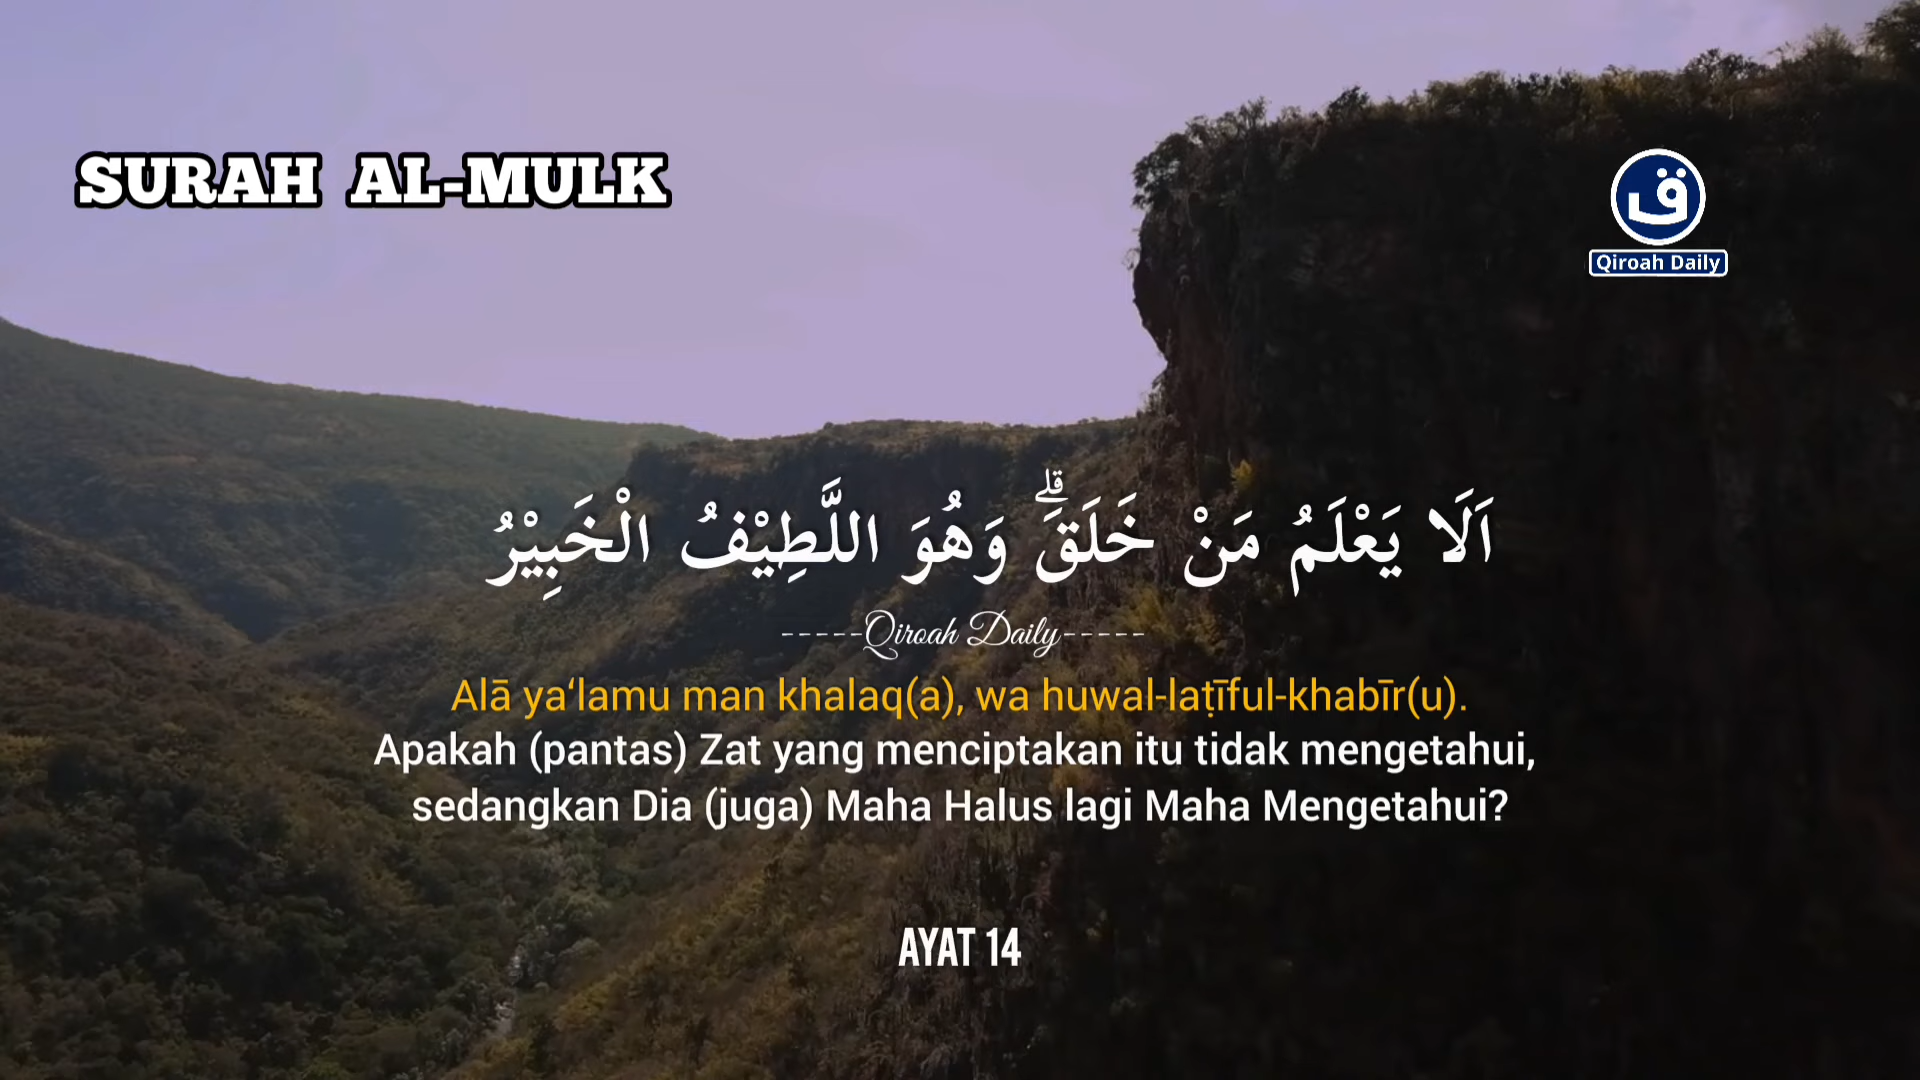 SURAH AL-MULK
ق
Qiroah Daily
اَلَا يَعْلَمُ مَنْ خَلَقَۗ وَهُوَ اللَّطِيْفُ الْخَبِيْرُ
-----Qiroah Daily-----
Alā ya‘lamu man khalaq(a), wa huwal-laṭīful-khabīr(u).
Apakah (pantas) Zat yang menciptakan itu tidak mengetahui,
sedangkan Dia (juga) Maha Halus lagi Maha Mengetahui?
AYAT 14